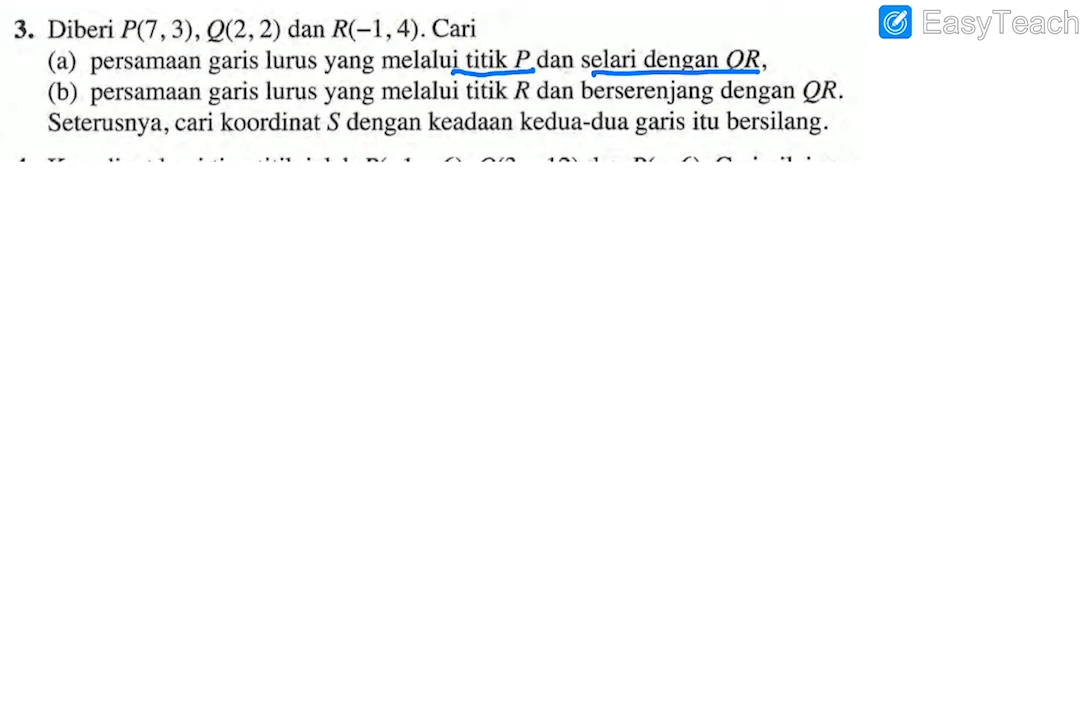 3. Diberi P(7, 3), Q(2, 2) dan R(−1, 4). Cari
(a) persamaan garis lurus yang melalui titik P dan selari dengan QR,
(b) persamaan garis lurus yang melalui titik R dan berserenjang dengan QR.
Seterusnya, cari koordinat S dengan keadaan kedua-dua garis itu bersilang.
EasyTeach